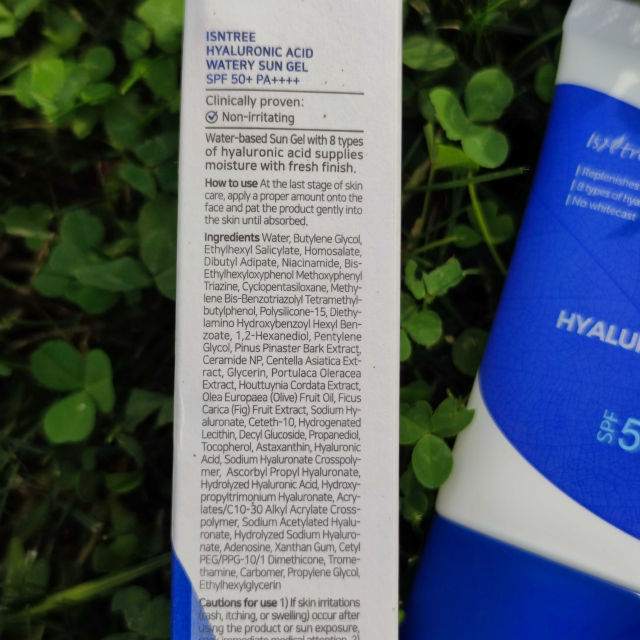 ISNTREE
HYALURONIC ACID
WATERY SUN GEL
SPF 50+ PA++++
Clinically proven:
Non-irritating
Water-based Sun Gel with 8 types
of hyaluronic acid supplies
moisture with fresh finish.
How to use At the last stage of skin
care, apply a proper amount onto the
face and pat the product gently into
the skin until absorbed.
Ingredients Water, Butylene Glycol,
Ethylhexyl Salicylate, Homosalate,
Dibutyl Adipate, Niacinamide, Bis-
Ethylhexyloxyphenol Methoxyphenyl
Triazine, Cyclopentasiloxane, Methy-
lene Bis-Benzotriazolyl Tetramethyl-
butylphenol, Polysilicone-15, Diethy-
lamino Hydroxybenzoyl Hexyl Ben-
zoate, 1,2-Hexanediol, Pentylene
Glycol, Pinus Pinaster Bark Extract,
Ceramide NP, Centella Asiatica Ext-
ract, Glycerin, Portulaca Oleracea
Extract, Houttuynia Cordata Extract,
Olea Europaea (Olive) Fruit Oil, Ficus
Carica (Fig) Fruit Extract, Sodium Hy-
aluronate, Ceteth-10, Hydrogenated
Lecithin, Decyl Glucoside, Propanediol,
Tocopherol, Astaxanthin, Hyaluronic
Acid, Sodium Hyaluronate Crosspoly-
mer, Ascorbyl Propyl Hyaluronate,
Hydrolyzed Hyaluronic Acid, Hydroxy-
propyltrimonium Hyaluronate, Acry-
lates/C10-30 Alkyl Acrylate Cross-
polymer, Sodium Acetylated Hyalu-
ronate, Hydrolyzed Sodium Hyaluro-
nate, Adenosine, Xanthan Gum, Cetyl
PEG/PPG-10/1 Dimethicone, Trome-
thamine, Carbomer, Propylene Glycol,
Ethylhexylglycerin
Cautions for use 1) If skin irritations
(rash, itching, or swelling) occur after
using the product or sun exposure,
immediate medical attention. 2)
Replenishes
8 types of hya
No whitecast
HYALU
SPF 5